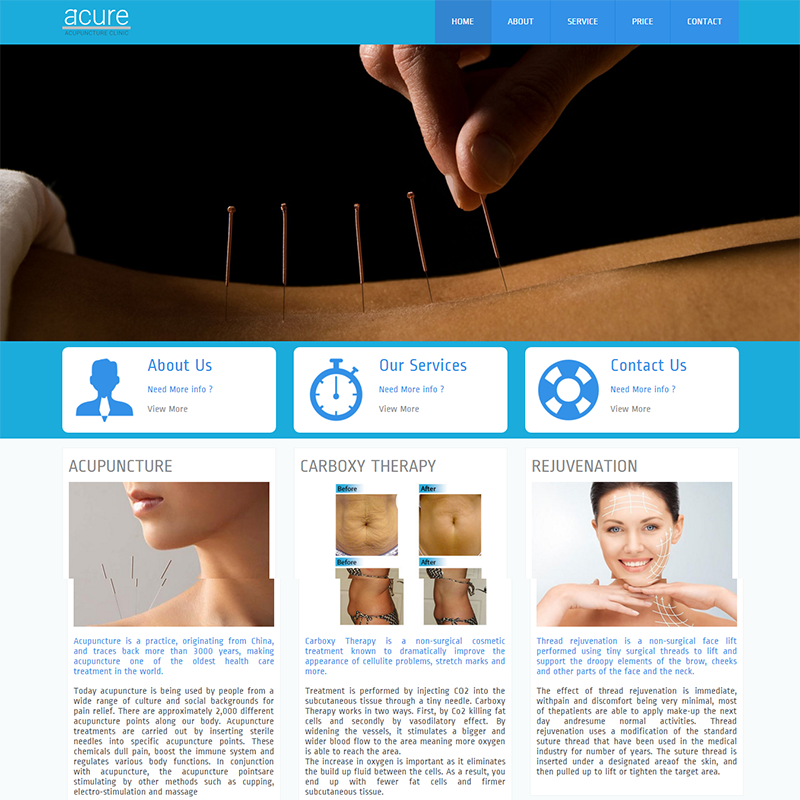 acure
ACUPUNCTURE CLINIC
HOME
ABOUT
SERVICE
PRICE
CONTACT
About Us
Need More info ?
View More
Our Services
Need More info ?
View More
Contact Us
Need More info ?
View More
ACUPUNCTURE
Acupuncture is a practice, originating from China,
and traces back more than 3000 years, making
acupuncture one of the oldest health care
treatment in the world.
Today acupuncture is being used by people from a
wide range of culture and social backgrounds for
pain relief. There are approximately 2,000 different
acupuncture points along our body. Acupuncture
treatments are carried out by inserting sterile
needles into specific acupuncture points. These
chemicals dull pain, boost the immune system and
regulates various body functions. In conjunction
with acupuncture, the acupuncture pointsare
stimulating by other methods such as cupping,
electro-stimulation and massage
CARBOXY THERAPY
Before
After
Before
After
Carboxy Therapy is a non-surgical cosmetic
treatment known to dramatically improve the
appearance of cellulite problems, stretch marks and
more.
Treatment is performed by injecting CO2 into the
subcutaneous tissue through a tiny needle. Carboxy
Therapy works in two ways. First, by Co2 killing fat
cells and secondly by vasodilatory effect. By
widening the vessels, it stimulates a bigger and
wider blood flow to the area meaning more oxygen
is able to reach the area.
The increase in oxygen is important as it eliminates
the build up fluid between the cells. As a result, you
end up with fewer fat cells and firmer
subcutaneous tissue.
REJUVENATION
Thread rejuvenation is a non-surgical face lift
performed using tiny surgical threads to lift and
support the droopy elements of the brow, cheeks
and other parts of the face and the neck.
The effect of thread rejuvenation is immediate,
withpain and discomfort being very minimal, most
of thepatients are able to apply make-up the next
day andresume normal activities. Thread
rejuvenation uses a modification of the standard
suture thread that have been used in the medical
industry for number of years. The suture thread is
inserted under a designated areaof the skin, and
then pulled up to lift or tighten the target area.